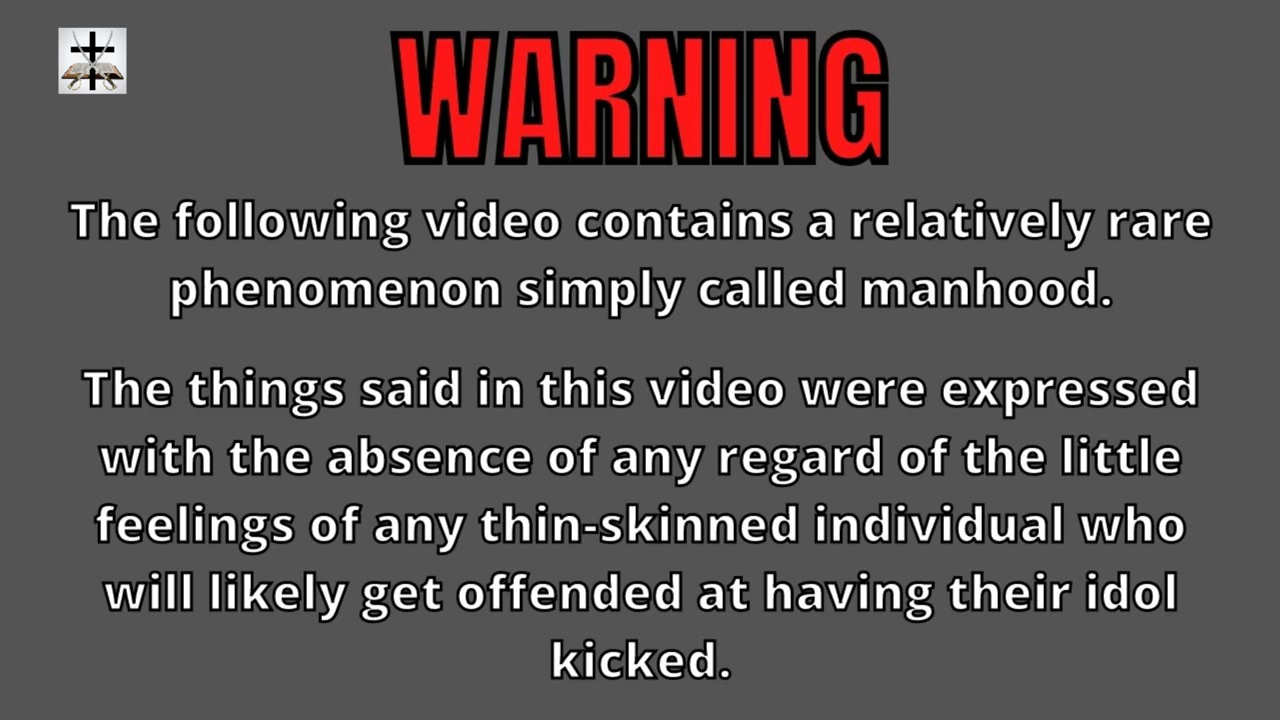 WARNING
The following video contains a relatively rare
phenomenon simply called manhood.
The things said in this video were expressed
with the absence of any regard of the little
feelings of any thin-skinned individual who
will likely get offended at having their idol
kicked.